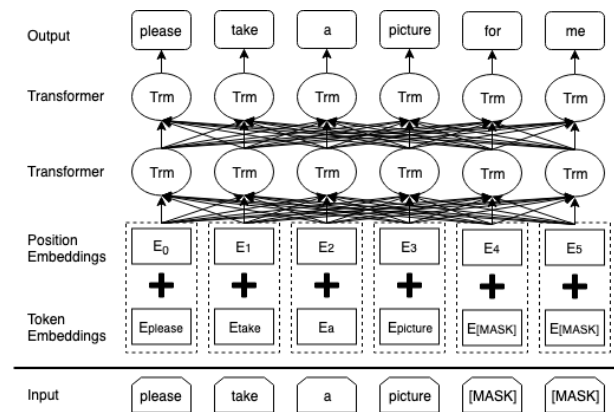 Output please take a picture for me
Transformer Trm Trm Trm Trm Trm Trm
Transformer Trm Trm Trm Trm Trm Trm
Position
Embeddings E0 E1 E2 E3 E4 E5
+ + + + + +
Token
Embeddings Eplease Etake Ea Epicture E[MASK] E[MASK]
Input please take a picture [MASK] [MASK]